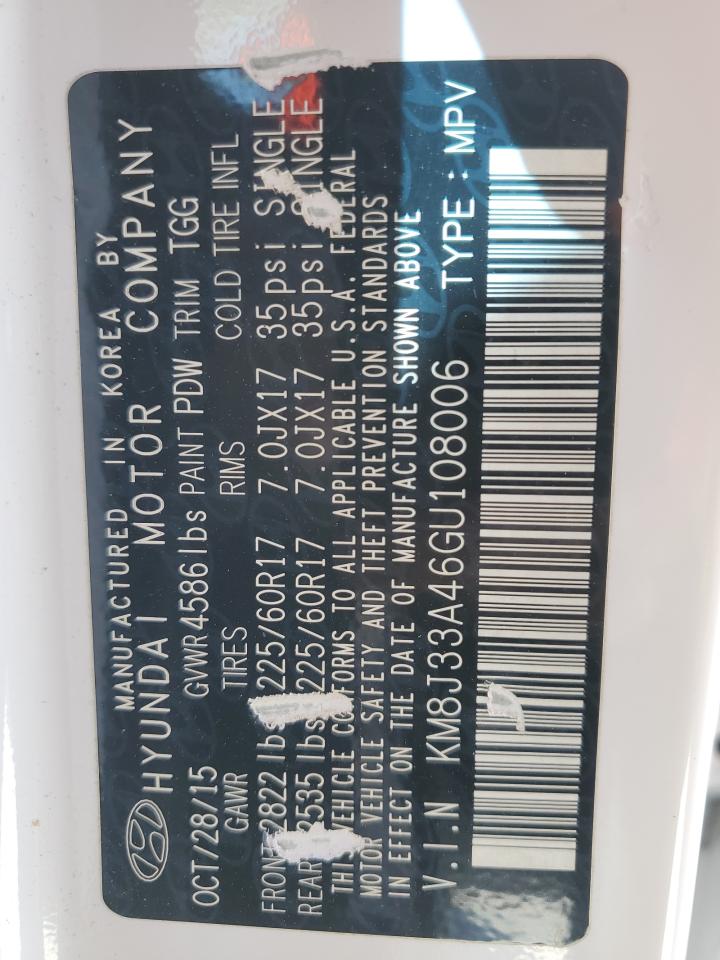 MANUFACTURED IN KOREA BY
HYUNDAI MOTOR COMPANY
OCT/28/15 GVWR 4586 lbs PAINT PDW TRIM TGG
GAWR TIRES RIMS COLD TIRE INFL
FRONT 2822 lbs 225/60R17 7.0JX17 35psi SINGLE
REAR 2535 lbs 225/60R17 7.0JX17 35psi SINGLE
THIS VEHICLE CONFORMS TO ALL APPLICABLE U.S.A. FEDERAL
MOTOR VEHICLE SAFETY AND THEFT PREVENTION STANDARDS
IN EFFECT ON THE DATE OF MANUFACTURE SHOWN ABOVE
V.I.N KM8J33A46GU108006 TYPE : MPV